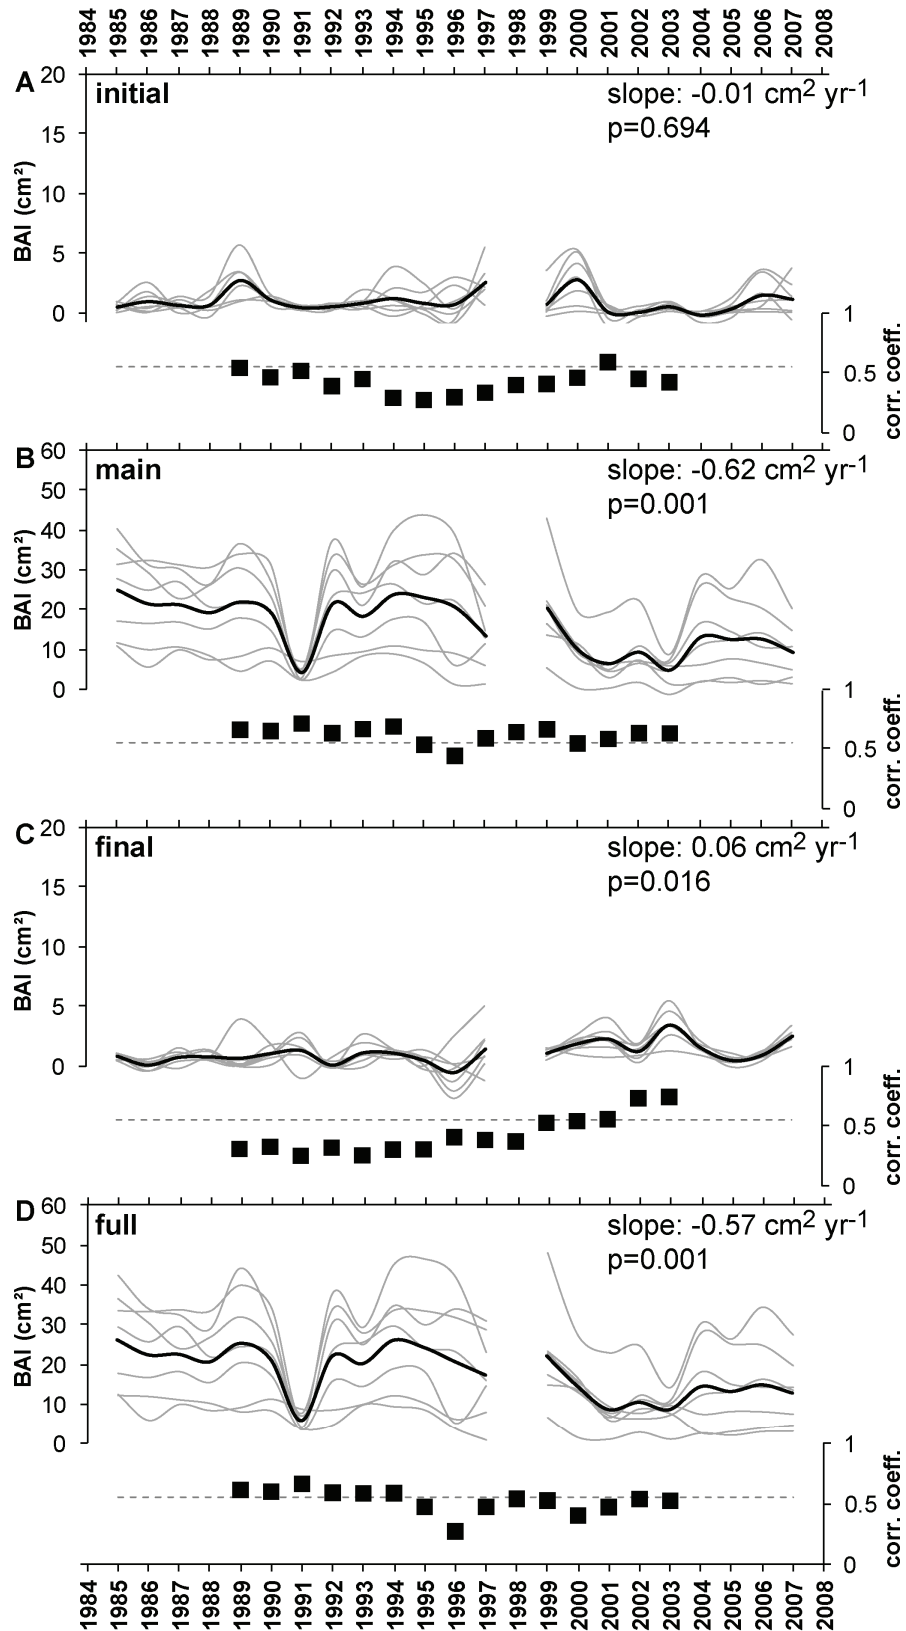 1984 1985 1986 1987 1988 1989 1990 1991 1992 1993 1994 1995 1996 1997 1998 1999 2000 2001 2002 2003 2004 2005 2006 2007 2008
A
initial
slope: -0.01 cm² yr⁻¹
p=0.694
BAI (cm²)
20
15
10
5
0
1
0.5
0
corr. coeff.
B
main
slope: -0.62 cm² yr⁻¹
p=0.001
BAI (cm²)
60
50
40
30
20
10
0
1
0.5
0
corr. coeff.
C
final
slope: 0.06 cm² yr⁻¹
p=0.016
BAI (cm²)
20
15
10
5
0
1
0.5
0
corr. coeff.
D
full
slope: -0.57 cm² yr⁻¹
p=0.001
BAI (cm²)
60
50
40
30
20
10
0
1
0.5
0
corr. coeff.
1984 1985 1986 1987 1988 1989 1990 1991 1992 1993 1994 1995 1996 1997 1998 1999 2000 2001 2002 2003 2004 2005 2006 2007 2008